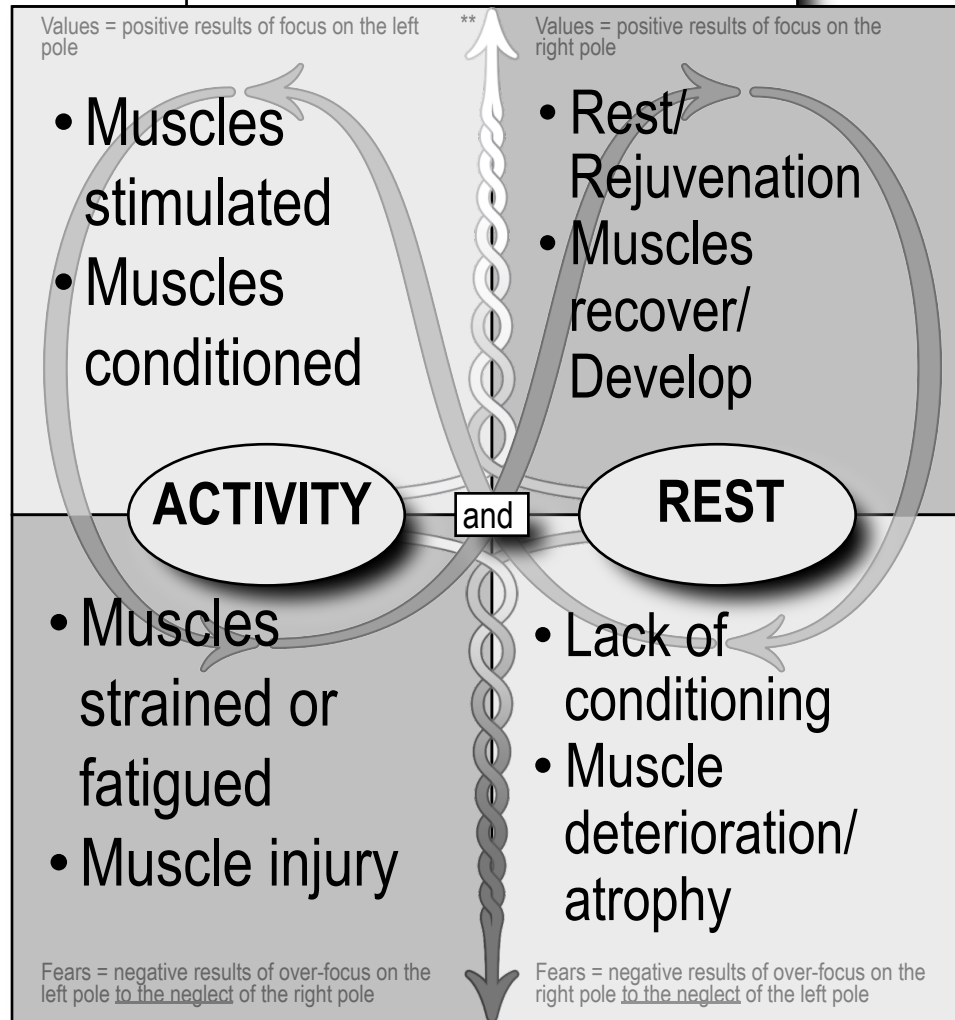 Values = positive results of focus on the left
pole
**
Values = positive results of focus on the
right pole
• Muscles
stimulated
• Muscles
conditioned
• Rest/
Rejuvenation
• Muscles
recover/
Develop
ACTIVITY
and
REST
• Muscles
strained or
fatigued
• Muscle injury
• Lack of
conditioning
• Muscle
deterioration/
atrophy
Fears = negative results of over-focus on the
left pole to the neglect of the right pole
Fears = negative results of over-focus on the
right pole to the neglect of the left pole